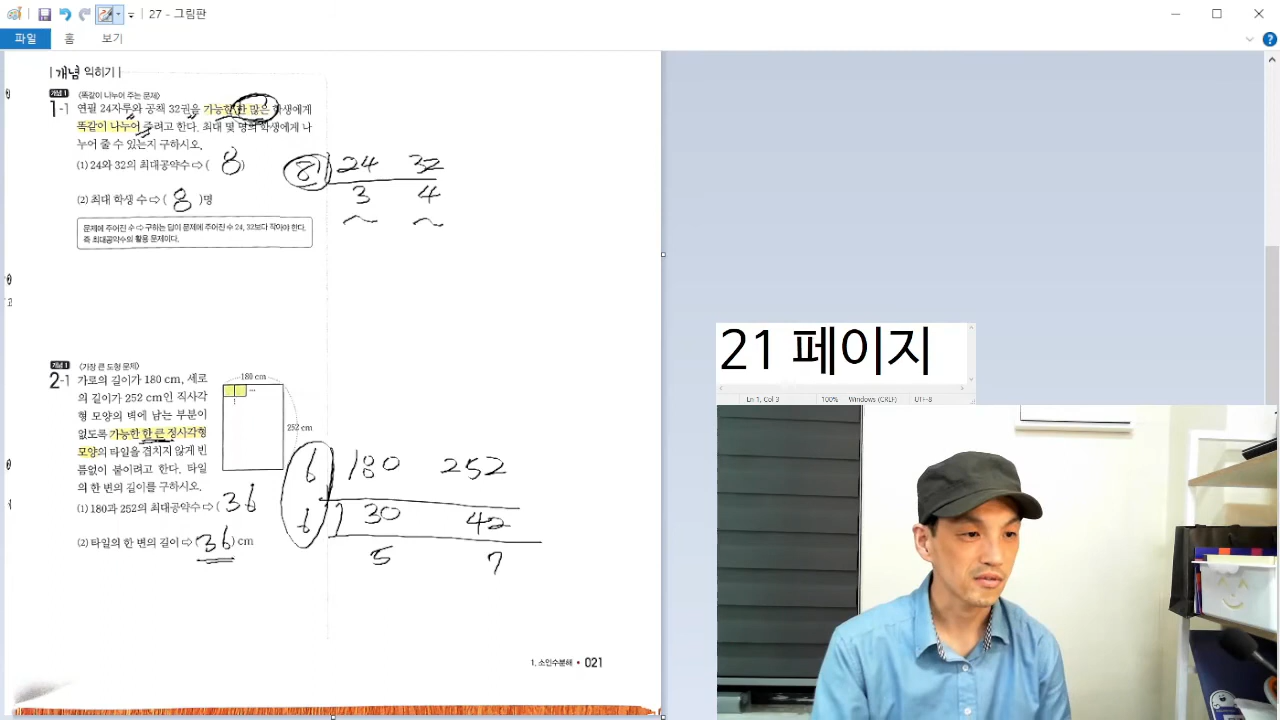 27 - 그림판
파일 홈 보기
개념 익히기
개념 1 〈똑같이 나누어 주는 문제〉
1-1 연필 24자루와 공책 32권을 가능한 한 많은 학생에게
똑같이 나누어 주려고 한다. 최대 몇 명의 학생에게 나
누어 줄 수 있는지 구하시오.
(1) 24와 32의 최대공약수 ⇨ ( 8 )
(2) 최대 학생 수 ⇨ ( 8 )명
문제에 주어진 수 ⇨ 구하는 답이 문제에 주어진 수 24, 32보다 작아야 한다.
즉 최대공약수의 활용 문제이다.
8 24 32
3 4
개념 1 〈가장 큰 도형 문제〉
2-1 가로의 길이가 180 cm, 세로
의 길이가 252 cm인 직사각
형 모양의 벽에 남는 부분이
없도록 가능한 한 큰 정사각형
모양의 타일을 겹치지 않게 빈
틈없이 붙이려고 한다. 타일
의 한 변의 길이를 구하시오.
(1) 180과 252의 최대공약수 ⇨ ( 36
(2) 타일의 한 변의 길이 ⇨ (36) cm
180 cm
252 cm
6 180 252
6 30 42
5 7
1. 소인수분해 • 021
21 페이지
Ln 1, Col 3 100% Windows (CRLF) UTF-8